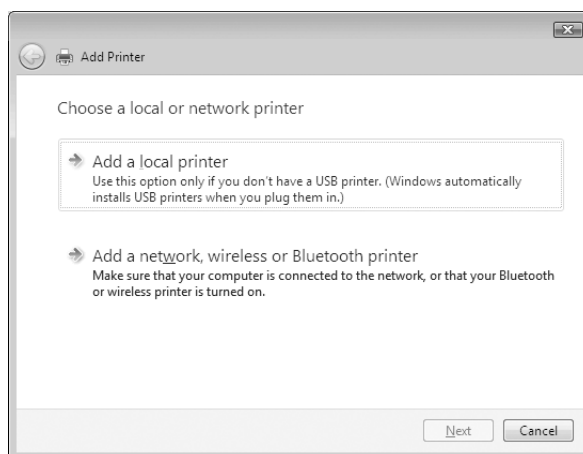 Add Printer
Choose a local or network printer
Add a local printer
Use this option only if you don't have a USB printer. (Windows automatically
installs USB printers when you plug them in.)
Add a network, wireless or Bluetooth printer
Make sure that your computer is connected to the network, or that your Bluetooth
or wireless printer is turned on.
Next Cancel